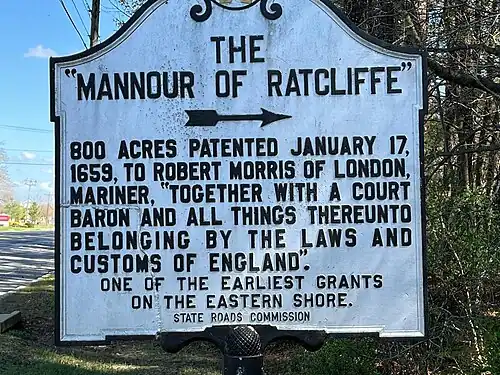 THE
"MANNOUR OF RATCLIFFE"
800 ACRES PATENTED JANUARY 17,
1659, TO ROBERT MORRIS OF LONDON,
MARINER, "TOGETHER WITH A COURT
BARON AND ALL THINGS THEREUNTO
BELONGING BY THE LAWS AND
CUSTOMS OF ENGLAND".
ONE OF THE EARLIEST GRANTS
ON THE EASTERN SHORE.
STATE ROADS COMMISSION